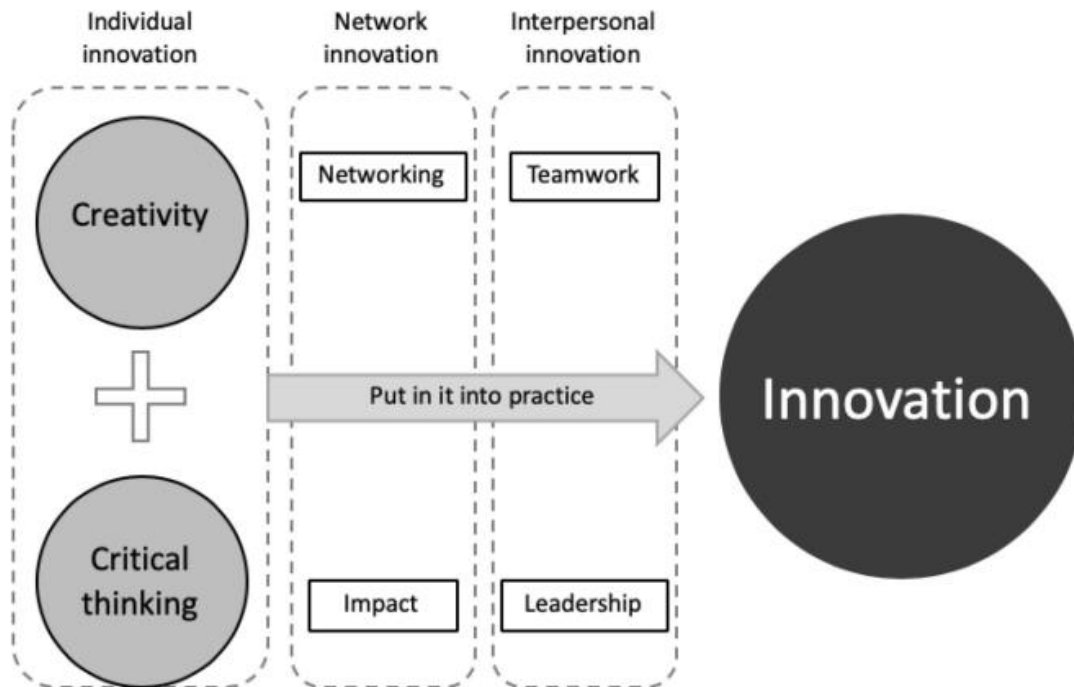 Individual
innovation
Network
innovation
Interpersonal
innovation
Creativity
Networking
Teamwork
Put in it into practice
Innovation
Critical
thinking
Impact
Leadership